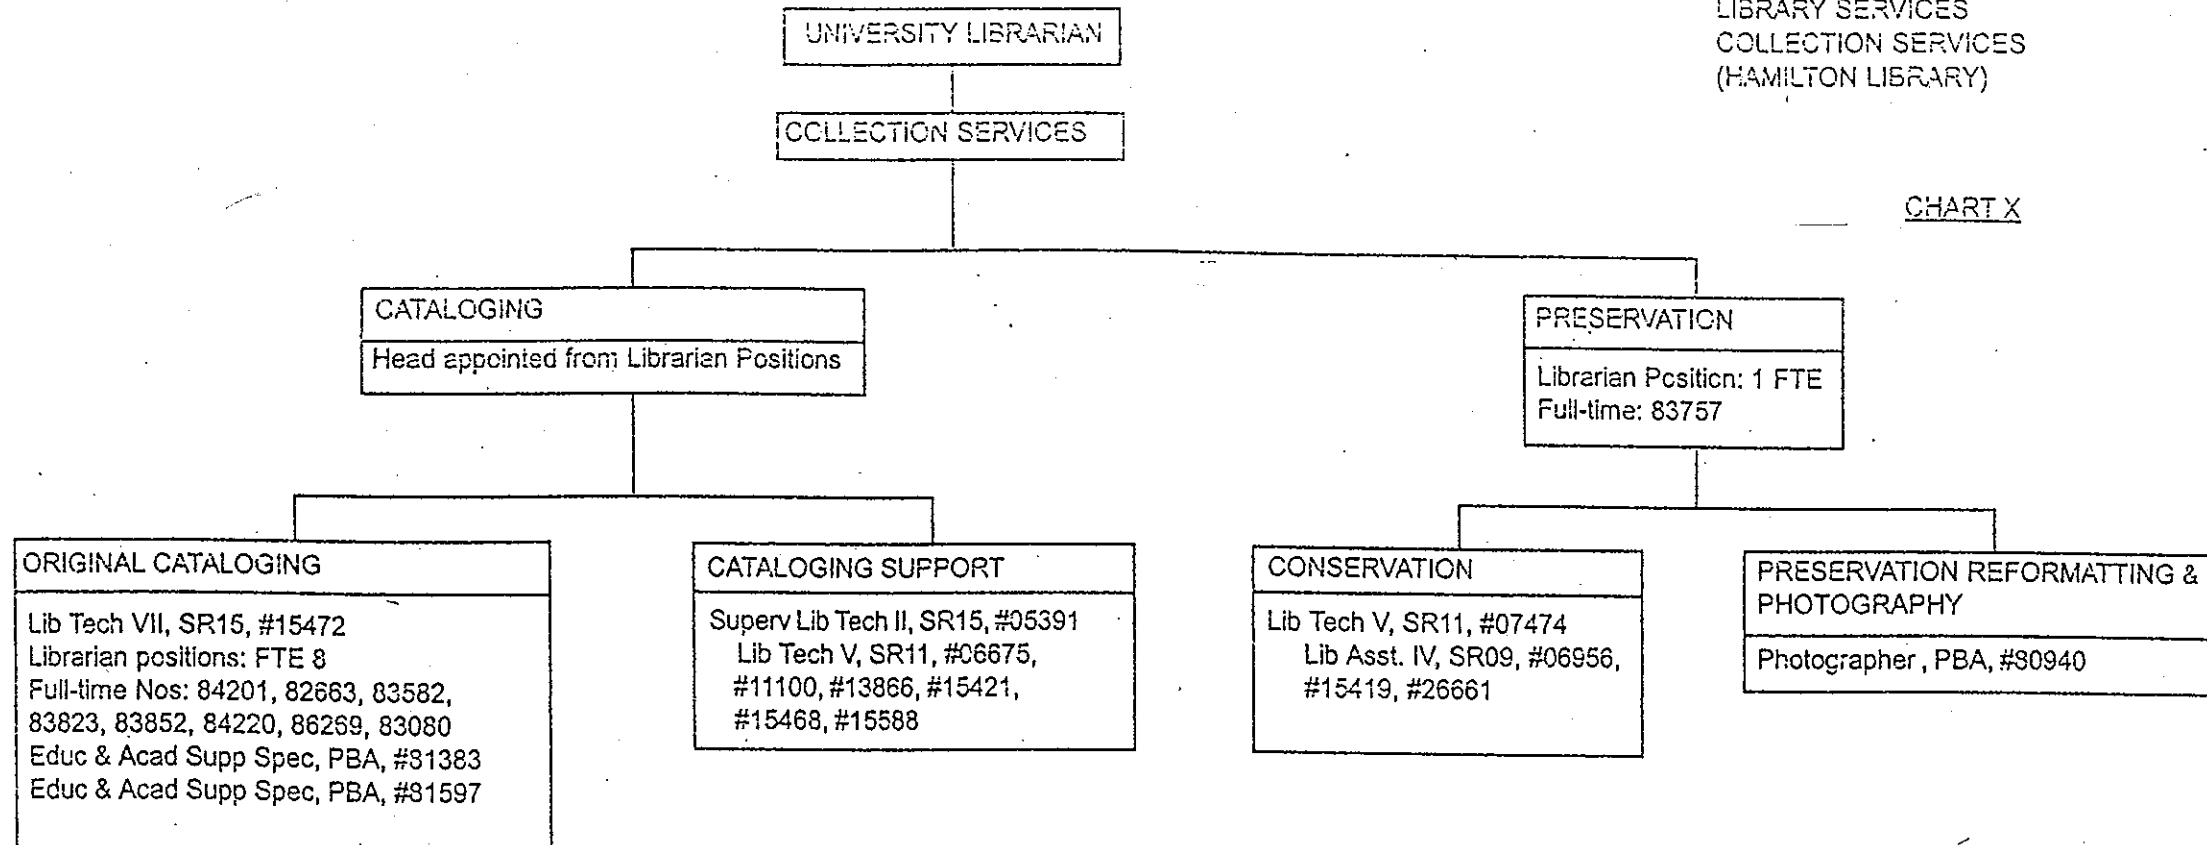 LIBRARY SERVICES
COLLECTION SERVICES
(HAMILTON LIBRARY)
CHART X
UNIVERSITY LIBRARIAN
COLLECTION SERVICES
CATALOGING
Head appointed from Librarian Positions
PRESERVATION
Librarian Position: 1 FTE
Full-time: 83757
ORIGINAL CATALOGING
Lib Tech VII, SR15, #15472
Librarian positions: FTE 8
Full-time Nos: 84201, 82663, 83582,
83823, 83852, 84220, 86269, 83080
Educ & Acad Supp Spec, PBA, #81383
Educ & Acad Supp Spec, PBA, #81597
CATALOGING SUPPORT
Superv Lib Tech II, SR15, #05391
Lib Tech V, SR11, #06675,
#11100, #13866, #15421,
#15468, #15588
CONSERVATION
Lib Tech V, SR11, #07474
Lib Asst. IV, SR09, #06956,
#15419, #26661
PRESERVATION REFORMATTING &
PHOTOGRAPHY
Photographer , PBA, #80940